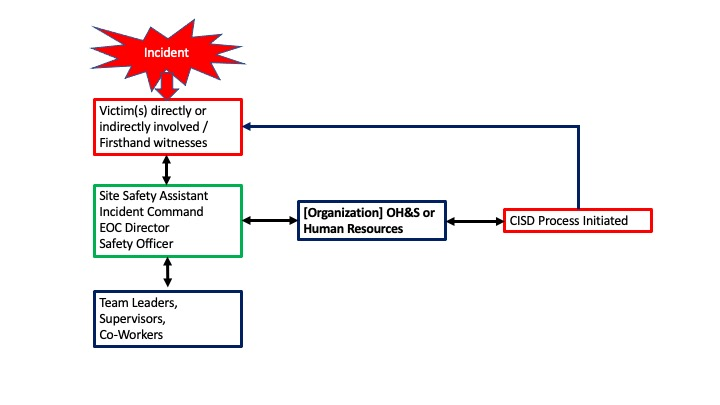 Incident
Victim(s) directly or
indirectly involved /
Firsthand witnesses
Site Safety Assistant
Incident Command
EOC Director
Safety Officer
[Organization] OH&S or
Human Resources
CISD Process Initiated
Team Leaders,
Supervisors,
Co-Workers